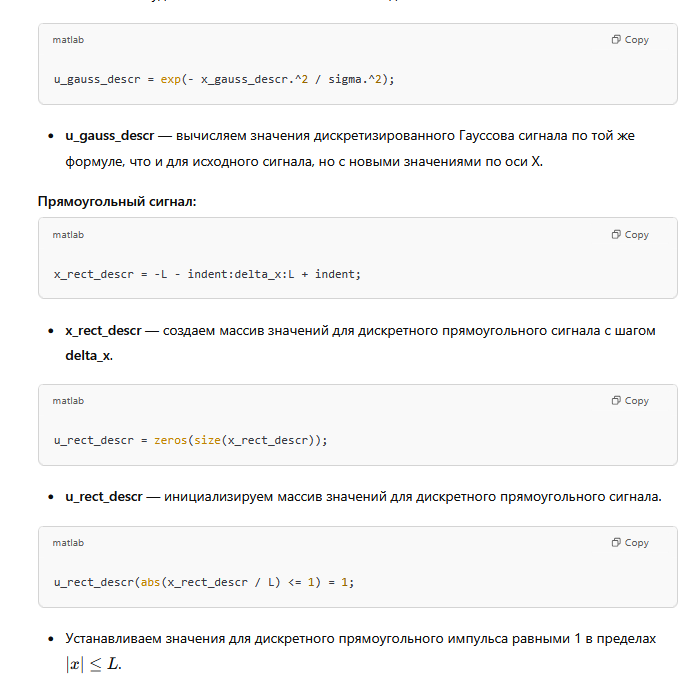 matlab
Copy
u_gauss_descr = exp(- x_gauss_descr.^2 / sigma.^2);
• u_gauss_descr — вычисляем значения дискретизированного Гауссова сигнала по той же
формуле, что и для исходного сигнала, но с новыми значениями по оси X.
Прямоугольный сигнал:
matlab
Copy
x_rect_descr = -L - indent:delta_x:L + indent;
• x_rect_descr — создаем массив значений для дискретного прямоугольного сигнала с шагом
delta_x.
matlab
Copy
u_rect_descr = zeros(size(x_rect_descr));
• u_rect_descr — инициализируем массив значений для дискретного прямоугольного сигнала.
matlab
Copy
u_rect_descr(abs(x_rect_descr / L) <= 1) = 1;
• Устанавливаем значения для дискретного прямоугольного импульса равными 1 в пределах
|x| ≤ L.